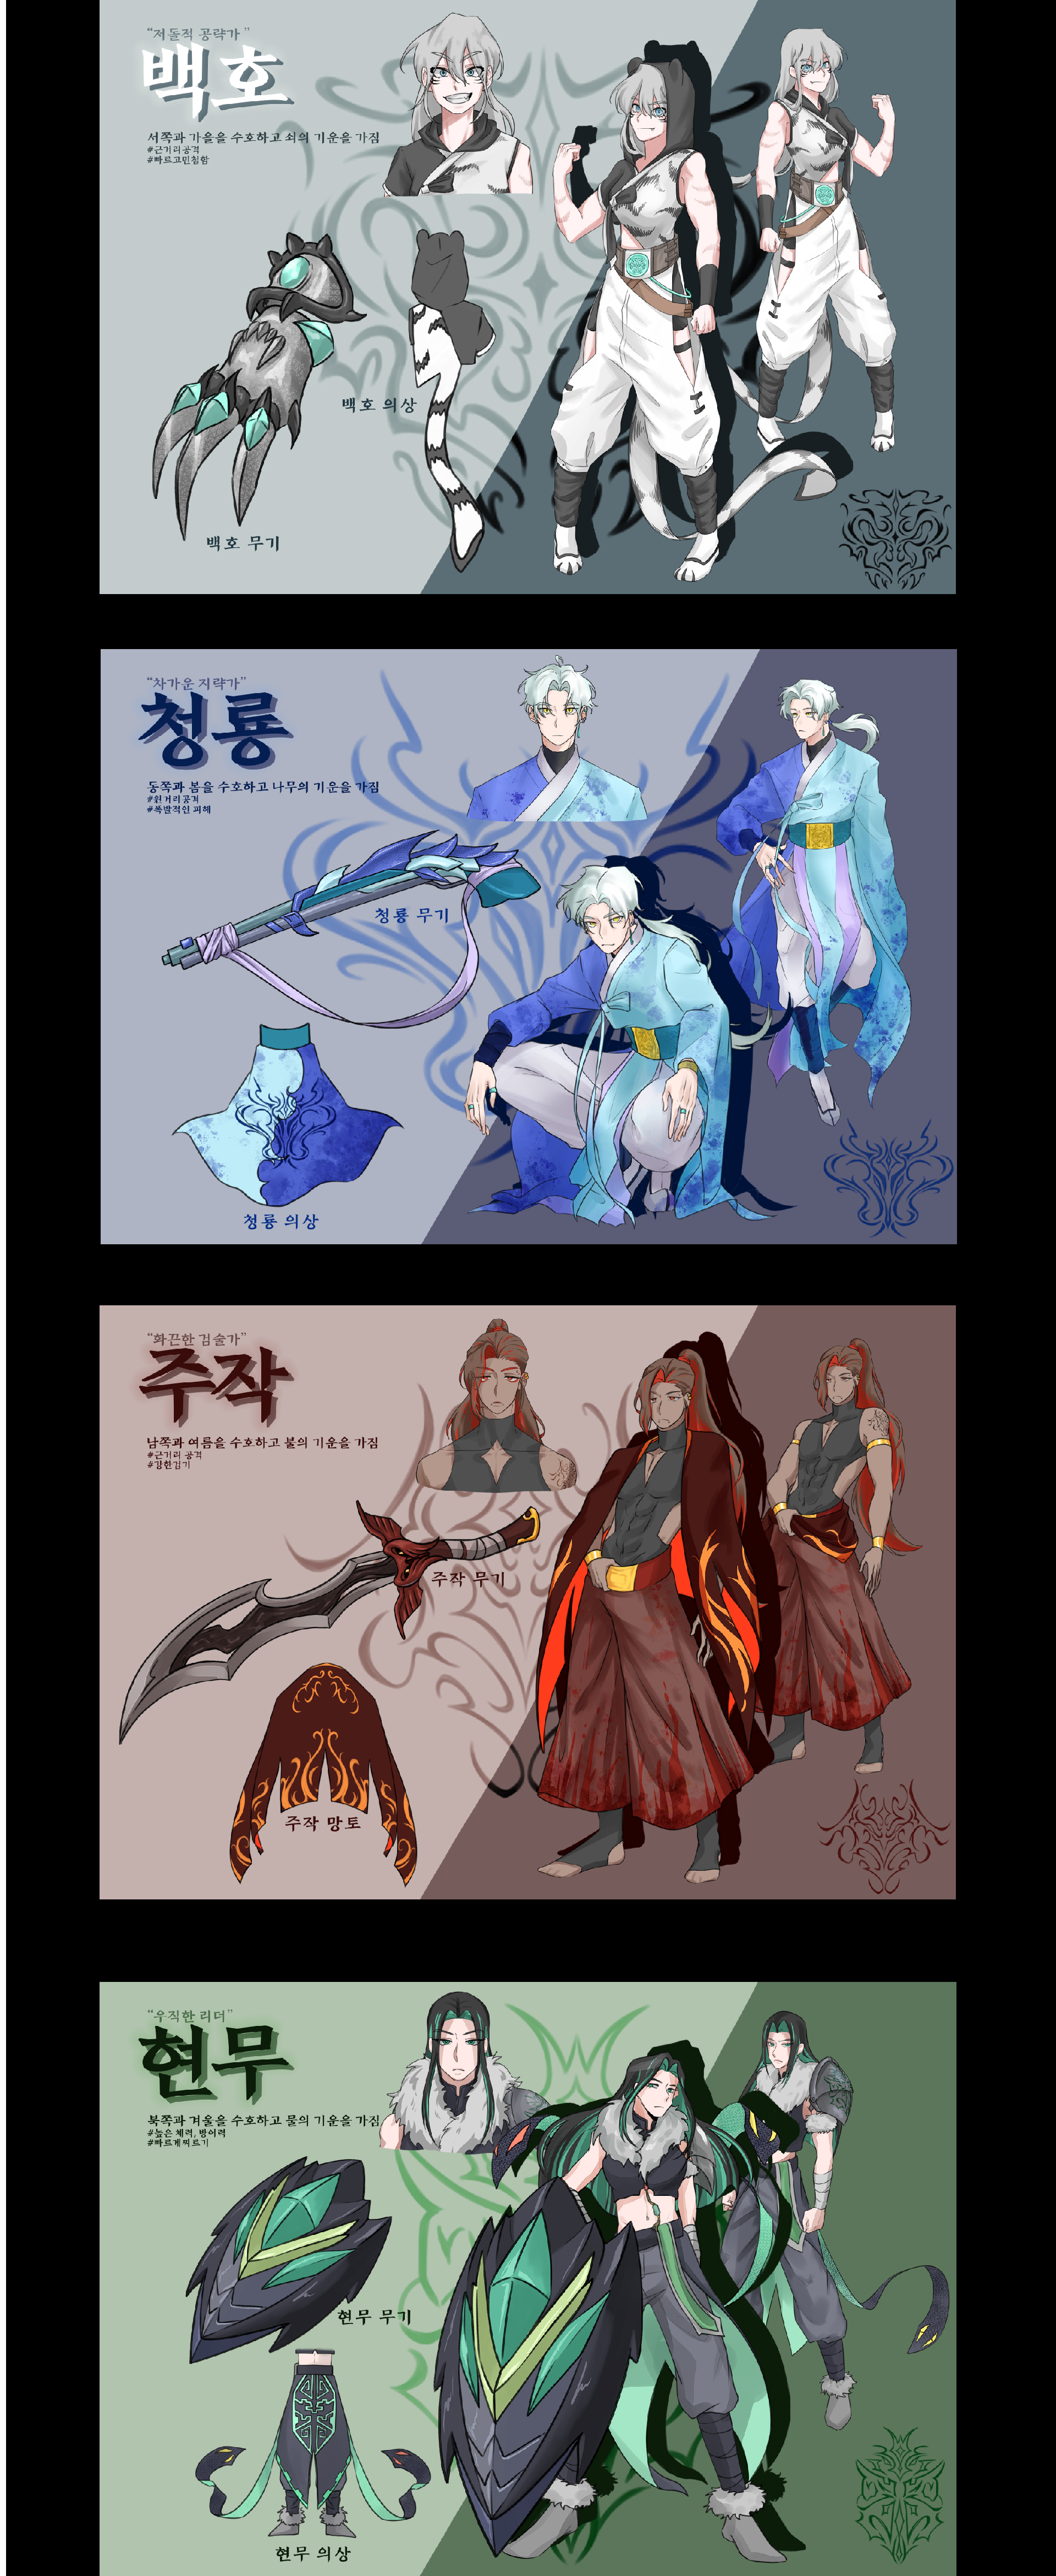 “저돌적 공략가 ”
백호
서쪽과 가을을 수호하고 쇠의 기운을 가짐
#근거리공격
#빠르고민첩함
백호 의상
백호 무기
“차가운 지략가”
청룡
동쪽과 봄을 수호하고 나무의 기운을 가짐
#원거리공격
#폭발적인 피해
청룡 무기
청룡 의상
“화끈한 검술가”
주작
남쪽과 여름을 수호하고 불의 기운을 가짐
#근거리 공격
#강한검기
주작 무기
주작 망토
“우직한 리더”
현무
북쪽과 겨울을 수호하고 물의 기운을 가짐
#높은 체력, 방어력
#빠르게찌르기
현무 무기
현무 의상